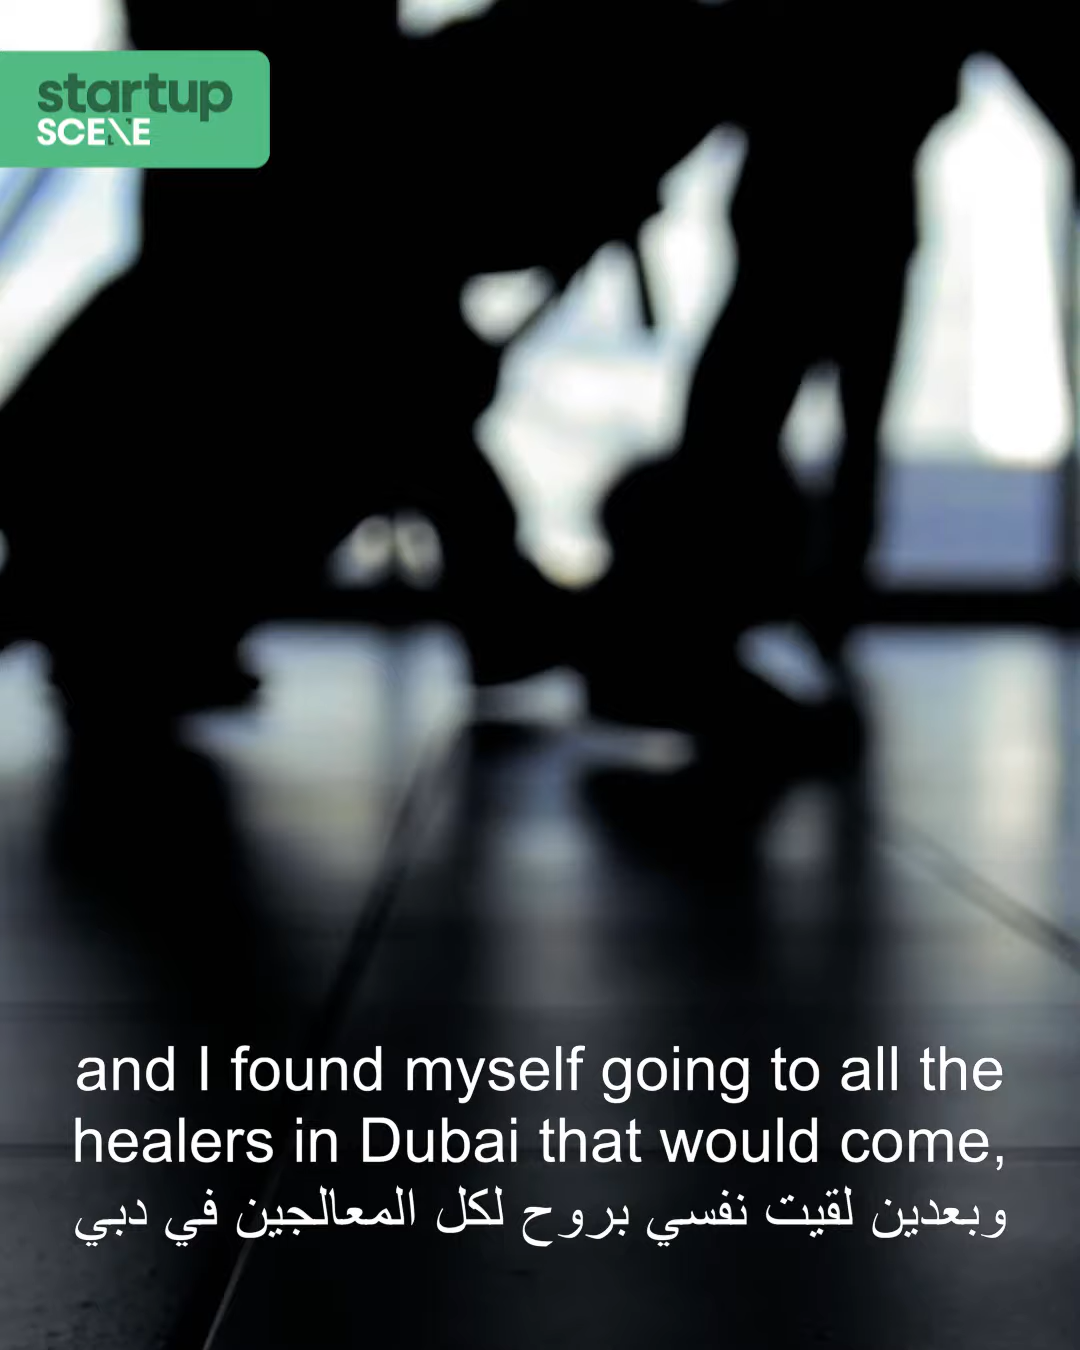 startup
SCENE
and I found myself going to all the
healers in Dubai that would come,
وبعدين لقيت نفسي بروح لكل المعالجين في دبي